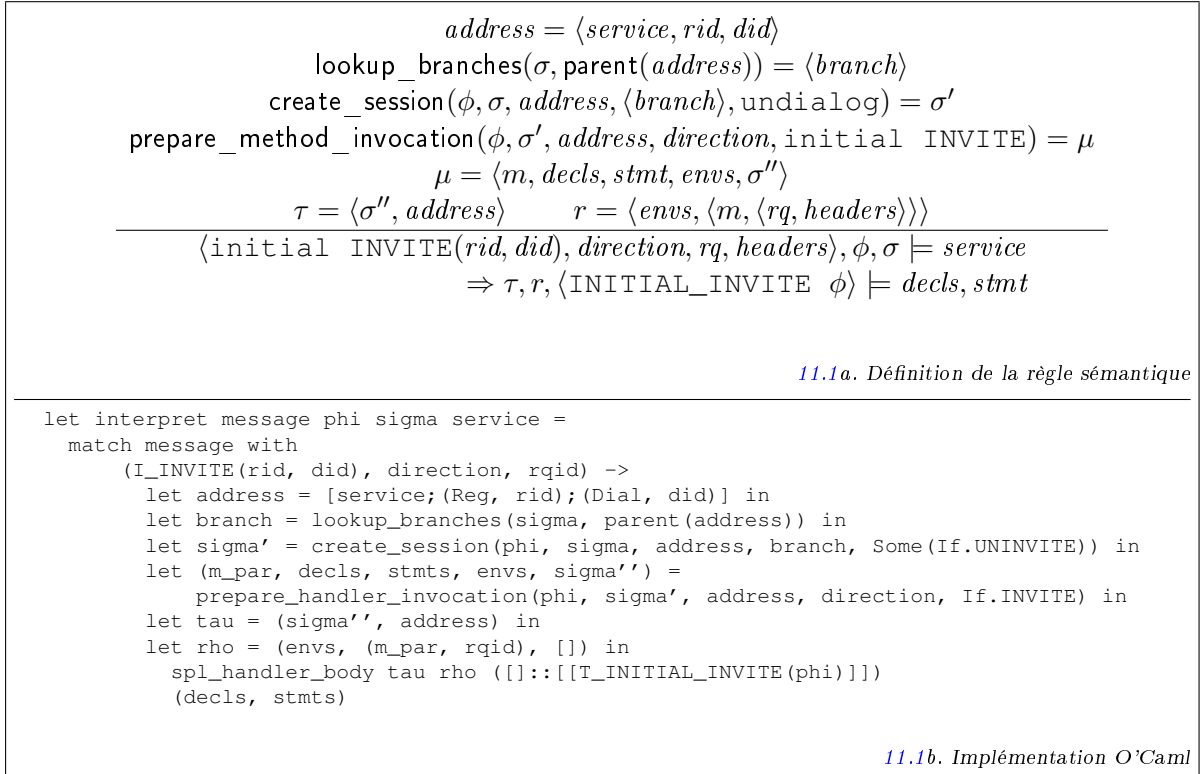 address = ⟨service, rid, did⟩
lookup_branches(σ, parent(address)) = ⟨branch⟩
create_session(ϕ, σ, address, ⟨branch⟩, undialog) = σ′
prepare_method_invocation(ϕ, σ′, address, direction, initial INVITE) = μ
μ = ⟨m, decls, stmt, envs, σ″⟩
τ = ⟨σ″, address⟩ r = ⟨envs, ⟨m, ⟨rq, headers⟩⟩⟩
⟨initial INVITE(rid, did), direction, rq, headers⟩, ϕ, σ ⊨ service
⇒ τ, r, ⟨INITIAL_INVITE ϕ⟩ ⊨ decls, stmt
11.1a. Définition de la règle sémantique
let interpret message phi sigma service =
match message with
(I_INVITE(rid, did), direction, rqid) ->
let address = [service;(Reg, rid);(Dial, did)] in
let branch = lookup_branches(sigma, parent(address)) in
let sigma' = create_session(phi, sigma, address, branch, Some(If.UNINVITE)) in
let (m_par, decls, stmts, envs, sigma'') =
prepare_handler_invocation(phi, sigma', address, direction, If.INVITE) in
let tau = (sigma'', address) in
let rho = (envs, (m_par, rqid), []) in
spl_handler_body tau rho ([]::[[T_INITIAL_INVITE(phi)]])
(decls, stmts)
11.1b. Implémentation O'Caml